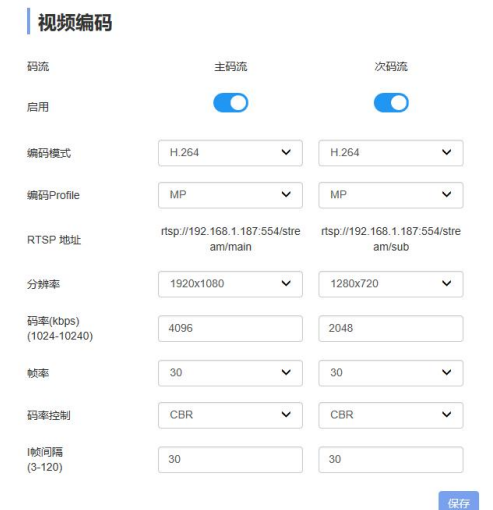 视频编码
码流 主码流 次码流
启用
编码模式 H.264 H.264
编码Profile MP MP
RTSP 地址 rtsp://192.168.1.187:554/stre rtsp://192.168.1.187:554/stre
am/main am/sub
分辨率 1920x1080 1280x720
码率(kbps)
(1024-10240) 4096 2048
帧率 30 30
码率控制 CBR CBR
I帧间隔
(3-120) 30 30
保存